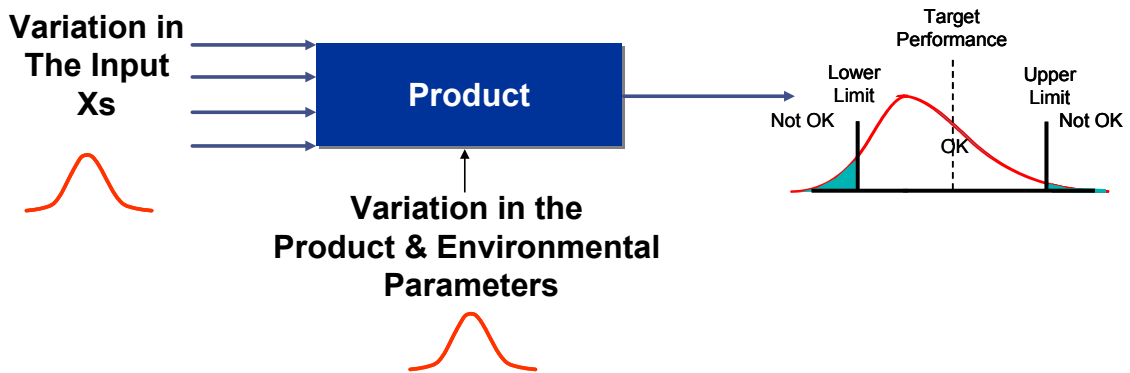 Variation in
The Input
Xs
Product
Variation in the
Product & Environmental
Parameters
Target
Performance
Lower
Limit
Upper
Limit
Not OK
Not OK
OK